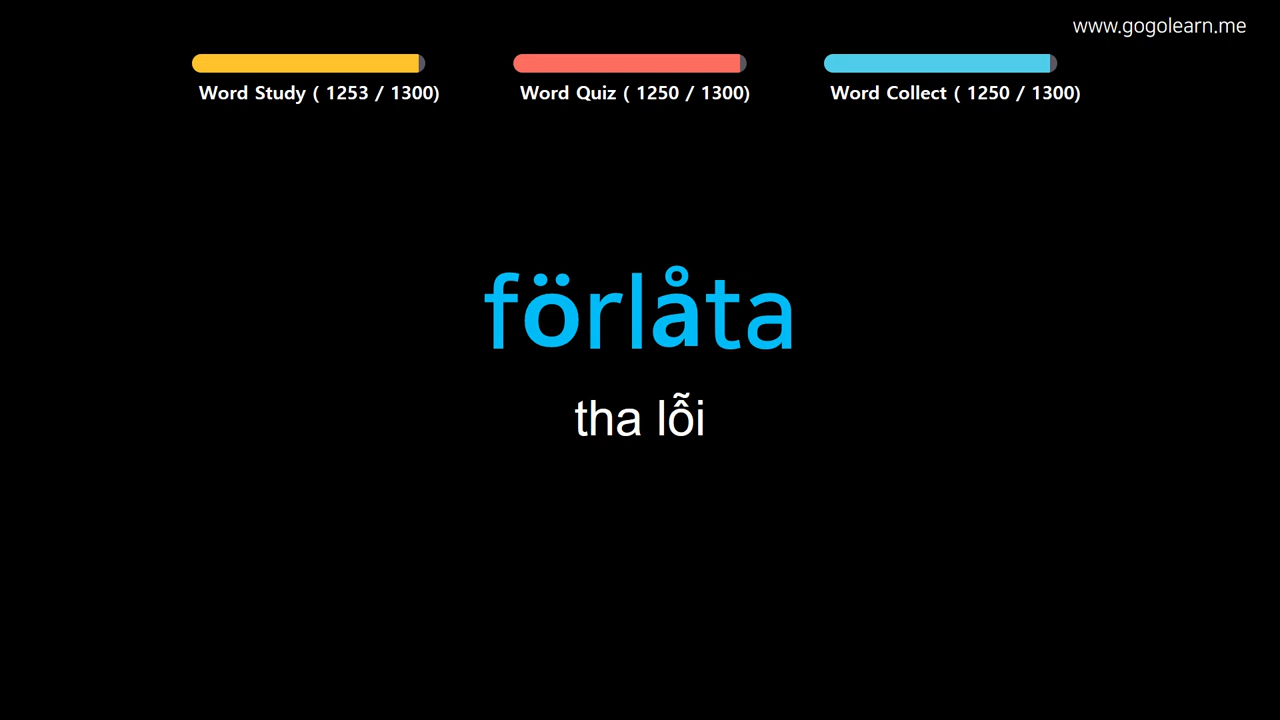 www.gogolearn.me
Word Study ( 1253 / 1300)
Word Quiz ( 1250 / 1300)
Word Collect ( 1250 / 1300)
förlåta
tha lỗi